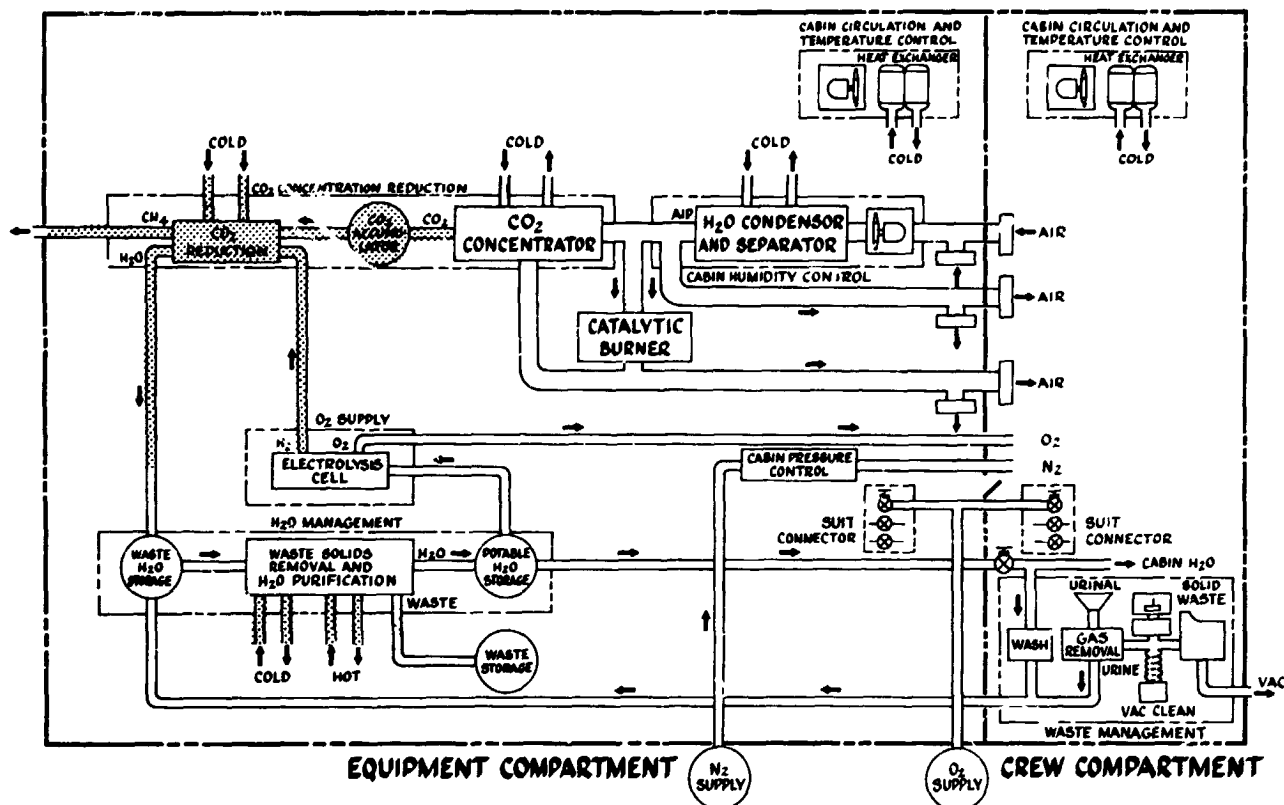 CABIN CIRCULATION AND
TEMPERATURE CONTROL
HEAT EXCHANGER
COLD
CABIN CIRCULATION AND
TEMPERATURE CONTROL
HEAT EXCHANGER
COLD
COLD
COLD
COLD
CO2 CONCENTRATION REDUCTION
CH4
CO2
REDUCTION
H2O
CO2
ACCUMU-
LATOR
CO2
CO2
CONCENTRATOR
AIR
H2O CONDENSOR
AND SEPARATOR
CABIN HUMIDITY CONTROL
AIR
AIR
CATALYTIC
BURNER
AIR
O2 SUPPLY
H2
O2
ELECTROLYSIS
CELL
O2
CABIN PRESSURE
CONTROL
N2
H2O MANAGEMENT
SUIT
CONNECTOR
SUIT
CONNECTOR
WASTE
H2O
STORAGE
WASTE SOLIDS
REMOVAL AND
H2O PURIFICATION
H2O
POTABLE
H2O
STORAGE
CABIN H2O
WASTE
COLD
HOT
WASTE
STORAGE
URINAL
SOLID
WASTE
WASH
GAS
REMOVAL
URINE
VAC CLEAN
VAC
WASTE MANAGEMENT
EQUIPMENT COMPARTMENT
N2
SUPPLY
O2
SUPPLY
CREW COMPARTMENT